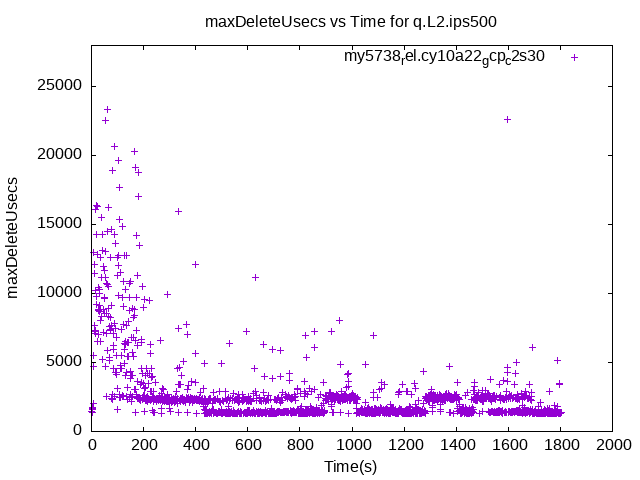 maxDeleteUsecs vs Time for q.L2.ips500
my5738rel.cy10a22gcpc2s30
25000
20000
15000
10000
5000
0
maxDeleteUsecs
0 200 400 600 800 1000 1200 1400 1600 1800 2000
Time(s)